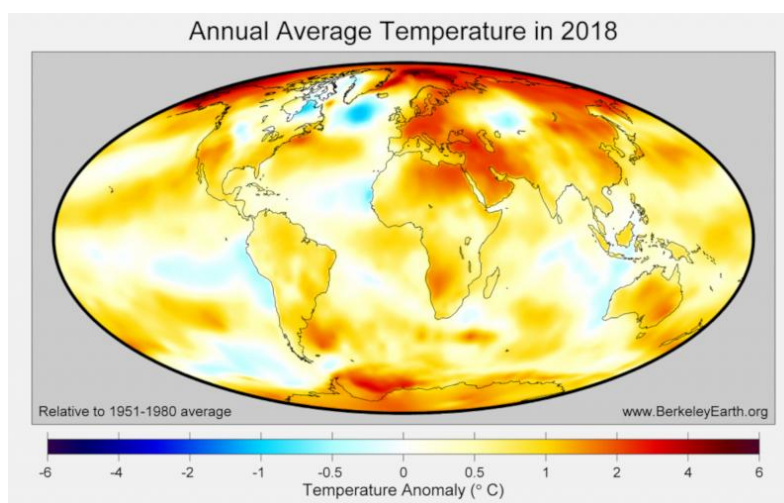 Annual Average Temperature in 2018
Relative to 1951-1980 average
www.BerkeleyEarth.org
-6 -4 -2 -1 -0.5 0 0.5 1 2 4 6
Temperature Anomaly (° C)